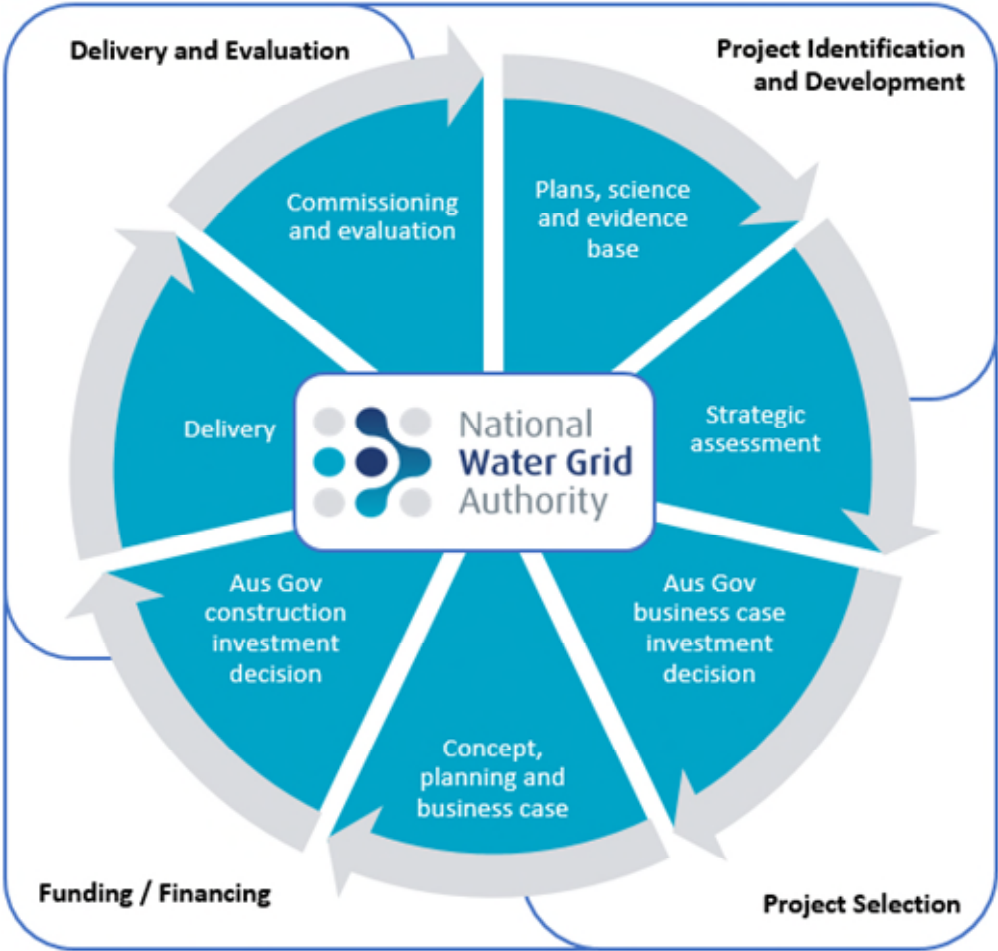 Delivery and Evaluation
Project Identification
and Development
Commissioning
and evaluation
Plans, science
and evidence
base
Delivery
National
Water Grid
Authority
Strategic
assessment
Aus Gov
construction
investment
decision
Aus Gov
business case
investment
decision
Concept,
planning and
business case
Funding / Financing
Project Selection